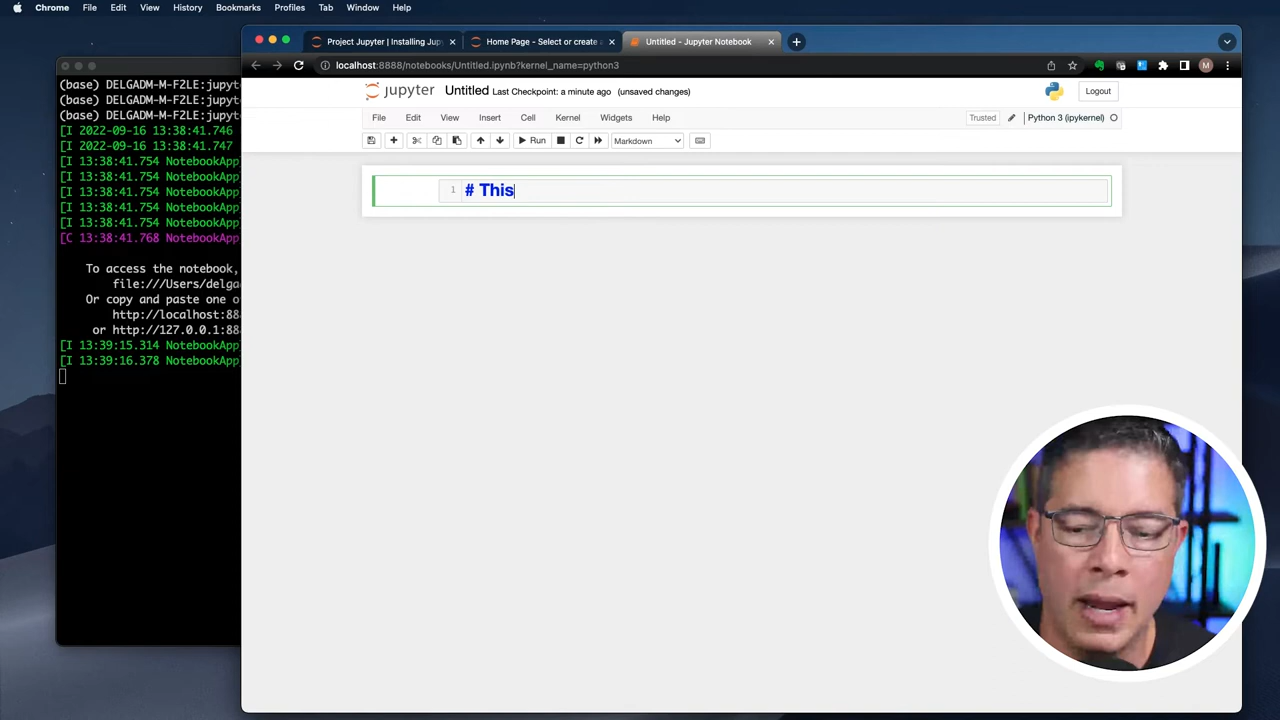 Chrome File Edit View History Bookmarks Profiles Tab Window Help
Project Jupyter | Installing Jup
Home Page - Select or create a
Untitled - Jupyter Notebook
localhost:8888/notebooks/Untitled.ipynb?kernel_name=python3
M
jupyter Untitled Last Checkpoint: a minute ago (unsaved changes)
Logout
File Edit View Insert Cell Kernel Widgets Help
Trusted
Python 3 (ipykernel)
Run
Markdown
1 # This
(base) DELGADM-M-F2LE:jupyt
(base) DELGADM-M-F2LE:jupyt
(base) DELGADM-M-F2LE:jupyt
[I 2022-09-16 13:38:41.746
[I 2022-09-16 13:38:41.747
[I 13:38:41.754 NotebookApp
[I 13:38:41.754 NotebookApp
[I 13:38:41.754 NotebookApp
[I 13:38:41.754 NotebookApp
[I 13:38:41.754 NotebookApp
[C 13:38:41.768 NotebookApp
To access the notebook,
file:///Users/delga
Or copy and paste one o
http://localhost:88
or http://127.0.0.1:88
[I 13:39:15.314 NotebookApp
[I 13:39:16.378 NotebookApp